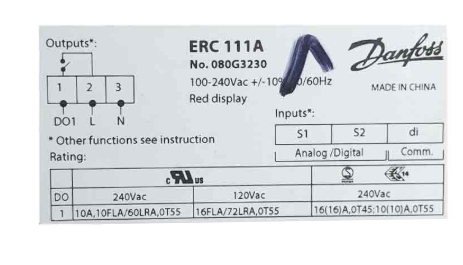 Outputs*:
ERC 111A
No. 080G3230
100-240Vac +/-10% /60Hz
Red display
Danfoss
MADE IN CHINA
1 2 3
DO1 L N
* Other functions see instruction
Rating:
Inputs*:
S1 S2 di
Analog /Digital Comm.
c us
S 14
DO 240Vac 120Vac 240Vac
1 10A,10FLA/60LRA,0T55 16FLA/72LRA,0T55 16(16)A,0T45;10(10)A,0T55